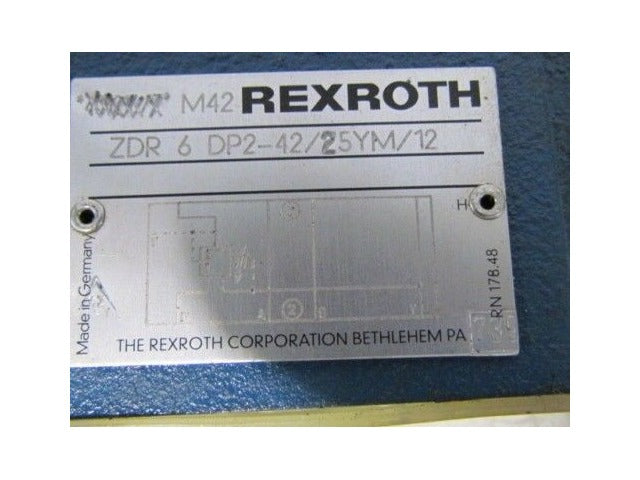 M42 REXROTH
ZDR 6 DP2-42/25YM/12
H
Made in Germany
RN 178.48
A 2 B T
THE REXROTH CORPORATION BETHLEHEM PA